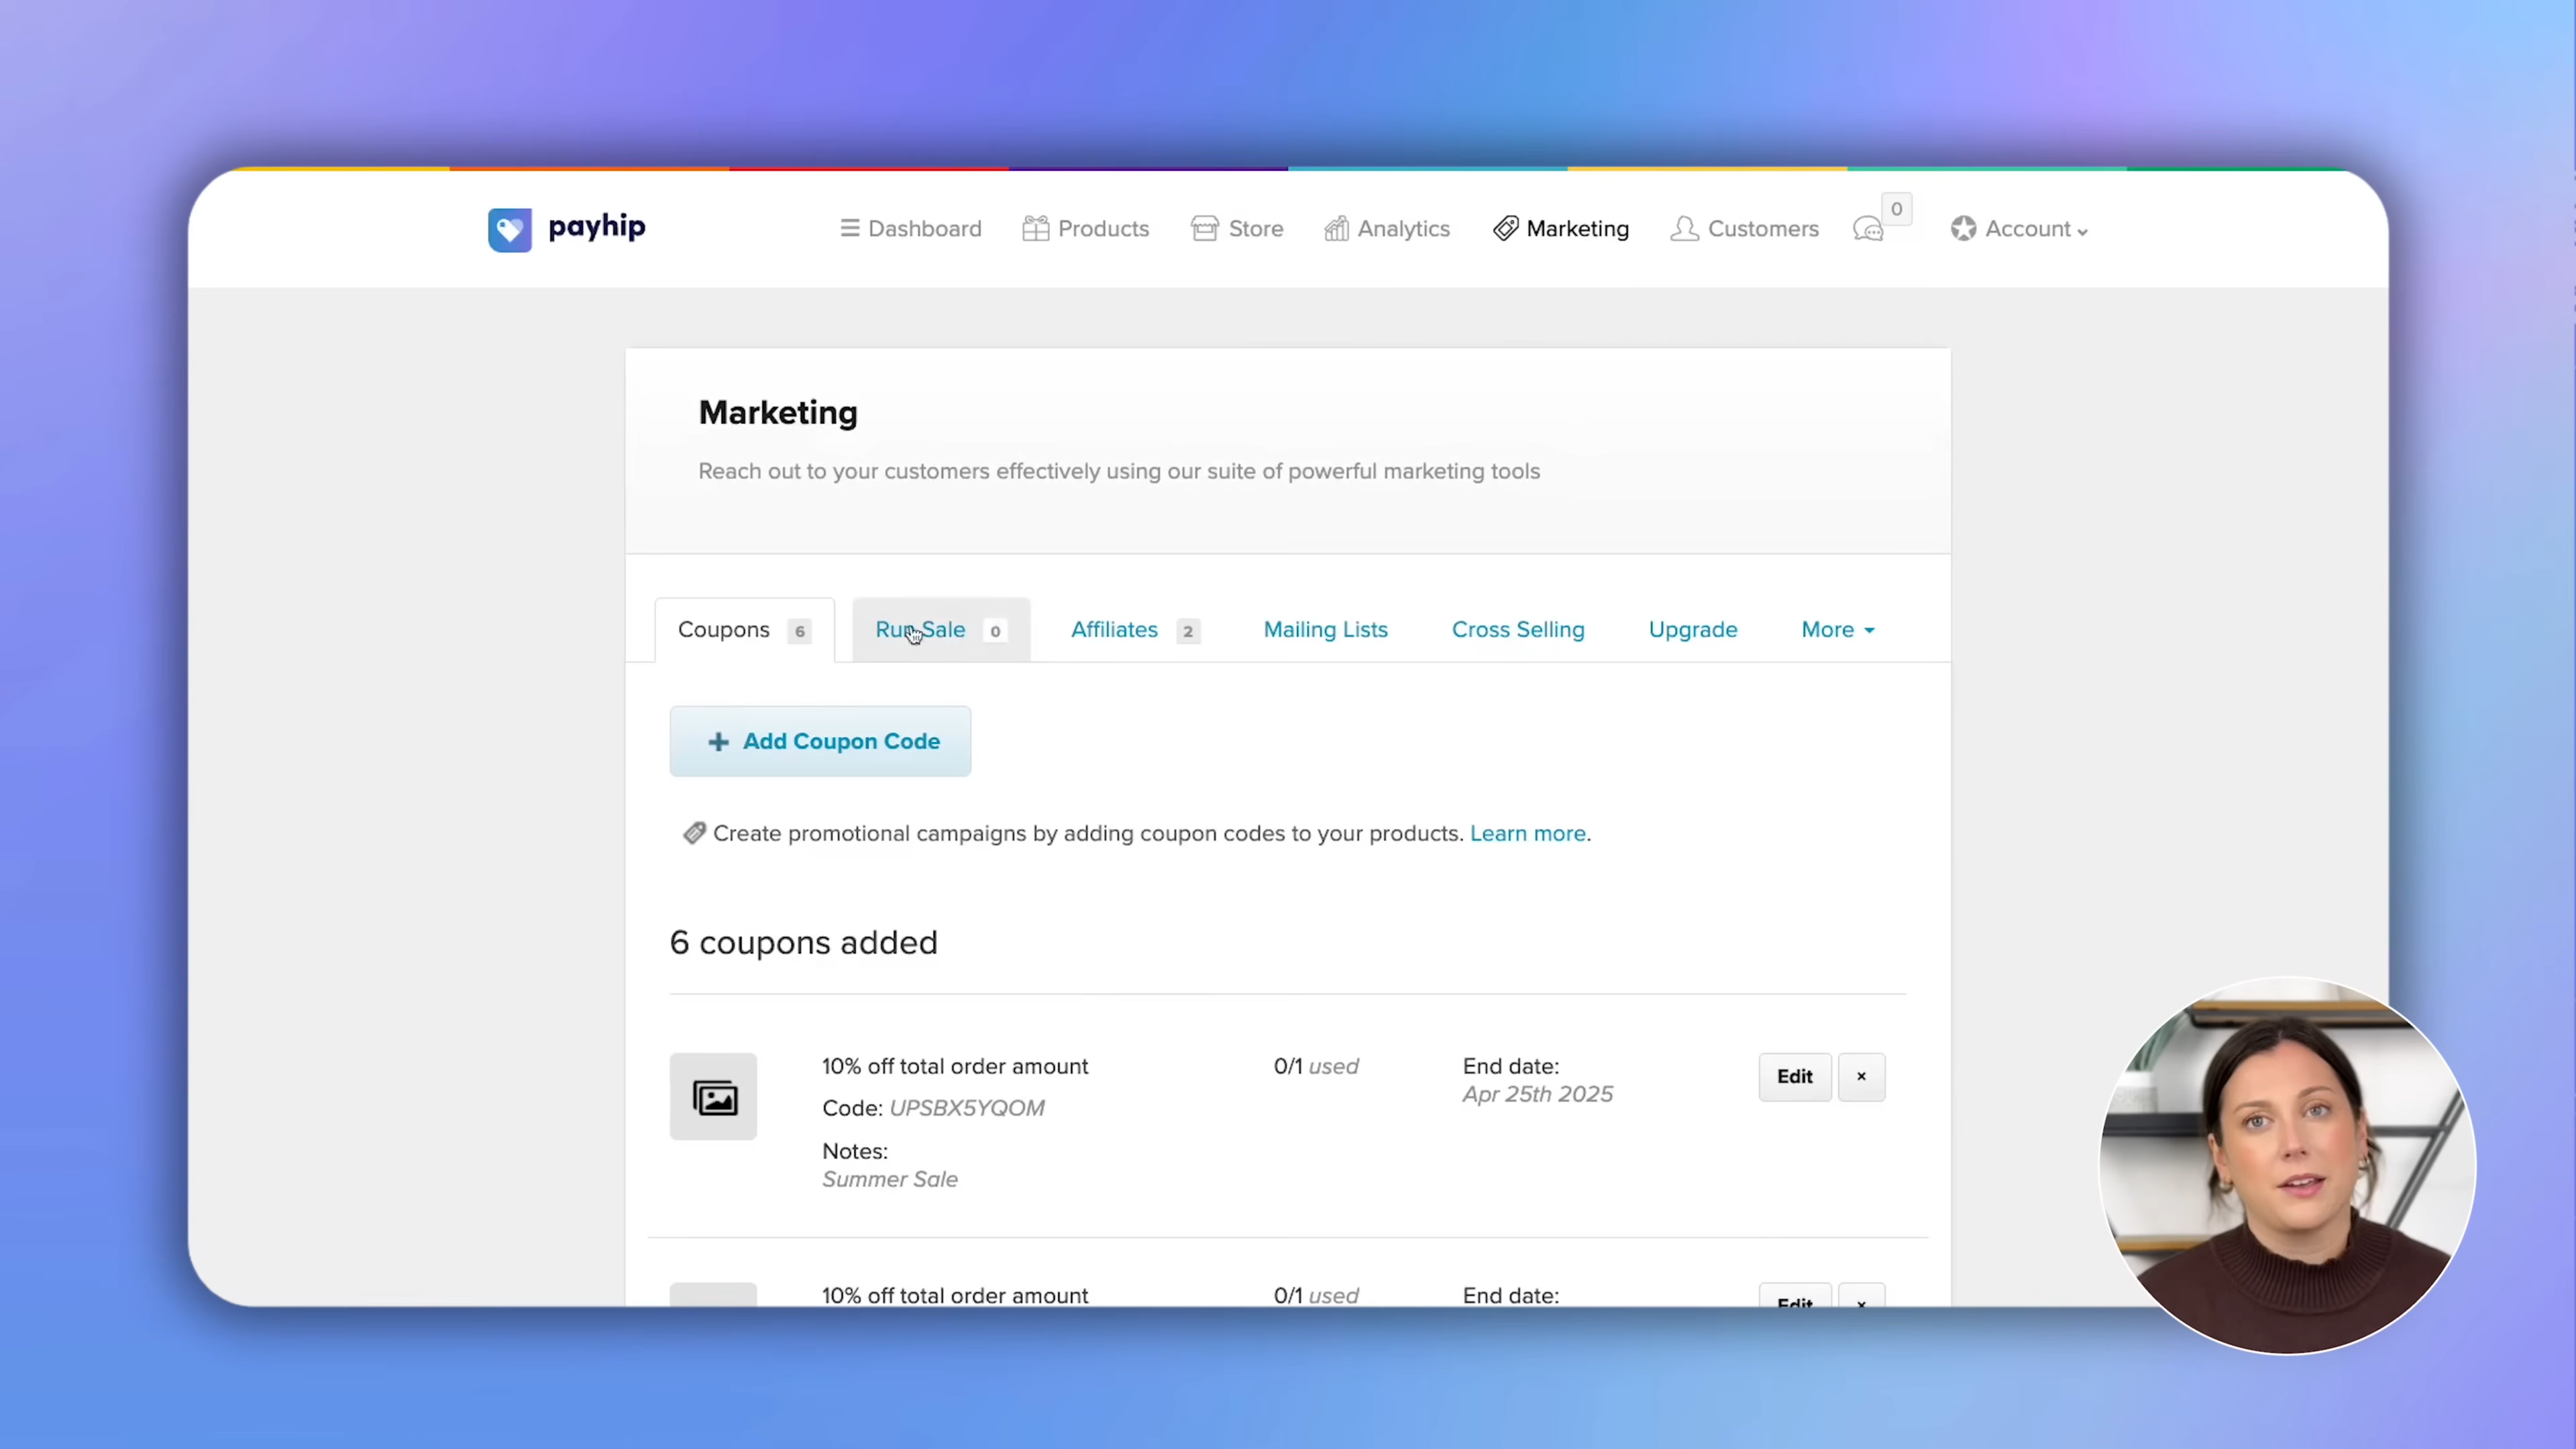 payhip
Dashboard
Products
Store
Analytics
Marketing
Customers
0
Account
Marketing
Reach out to your customers effectively using our suite of powerful marketing tools
Coupons 6
Run Sale 0
Affiliates 2
Mailing Lists
Cross Selling
Upgrade
More
+ Add Coupon Code
Create promotional campaigns by adding coupon codes to your products. Learn more.
6 coupons added
10% off total order amount
Code: UPSBX5YQOM
Notes:
Summer Sale
0/1 used
End date:
Apr 25th 2025
Edit
×
10% off total order amount
0/1 used
End date:
Edit
×